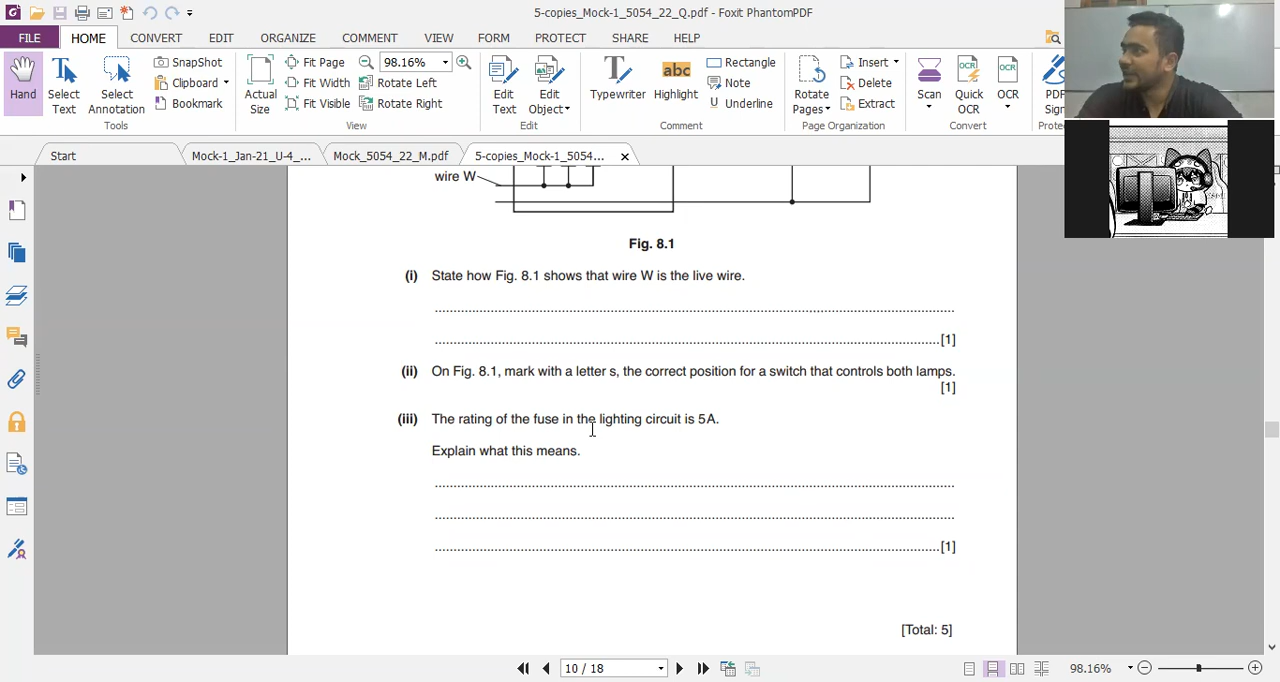 5-copies_Mock-1_5054_22_Q.pdf - Foxit PhantomPDF
FILE HOME CONVERT EDIT ORGANIZE COMMENT VIEW FORM PROTECT SHARE HELP
Hand
Select Text
Select Annotation
SnapShot
Clipboard
Bookmark
Tools
Actual Size
Fit Page
Fit Width
Fit Visible
98.16%
Rotate Left
Rotate Right
View
Edit Text
Edit Object
Edit
Typewriter
abc
Highlight
Rectangle
Note
Underline
Comment
Rotate Pages
Insert
Delete
Extract
Page Organization
Scan
OCR
Quick OCR
OCR
OCR
Convert
PDF
Sign
Prote
Start
Mock-1_Jan-21_U-4_...
Mock_5054_22_M.pdf
5-copies_Mock-1_5054...
wire W
Fig. 8.1
(i) State how Fig. 8.1 shows that wire W is the live wire.
[1]
(ii) On Fig. 8.1, mark with a letter s, the correct position for a switch that controls both lamps.
[1]
(iii) The rating of the fuse in the lighting circuit is 5A.
Explain what this means.
[1]
[Total: 5]
10 / 18
98.16%